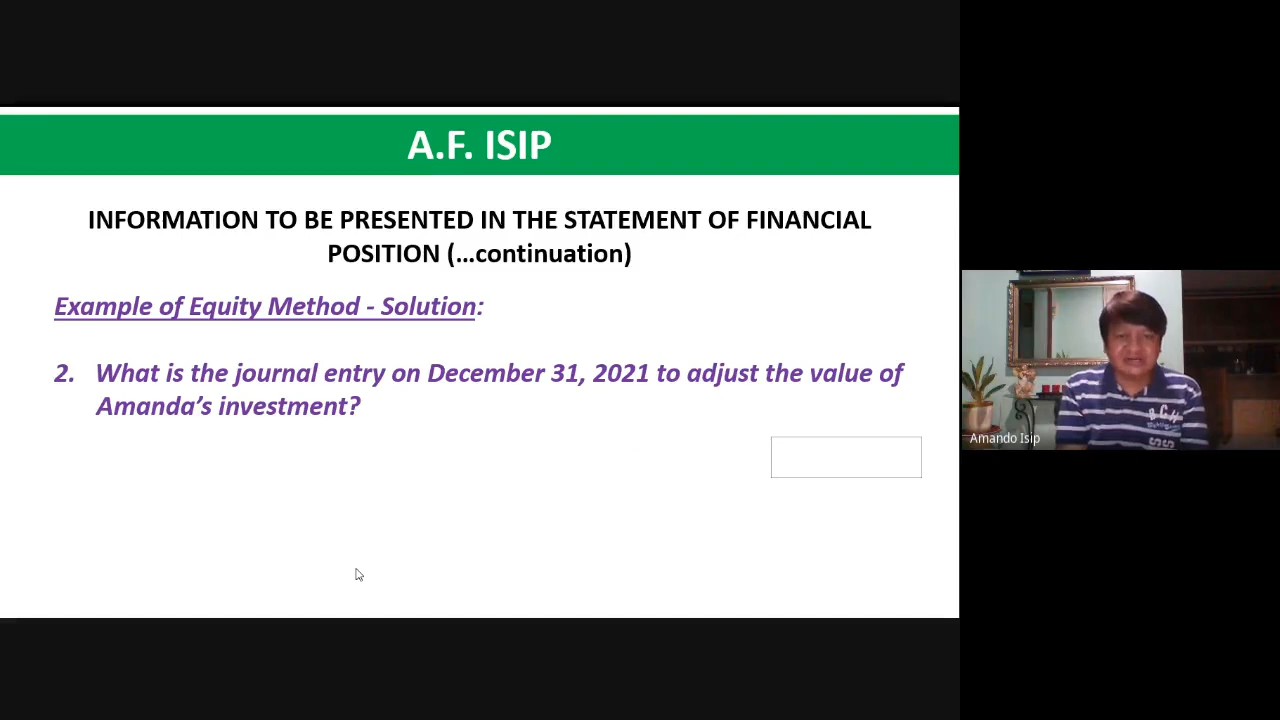 A.F. ISIP
INFORMATION TO BE PRESENTED IN THE STATEMENT OF FINANCIAL
POSITION (...continuation)
Example of Equity Method - Solution:
2. What is the journal entry on December 31, 2021 to adjust the value of
Amanda's investment?
Amando Isip